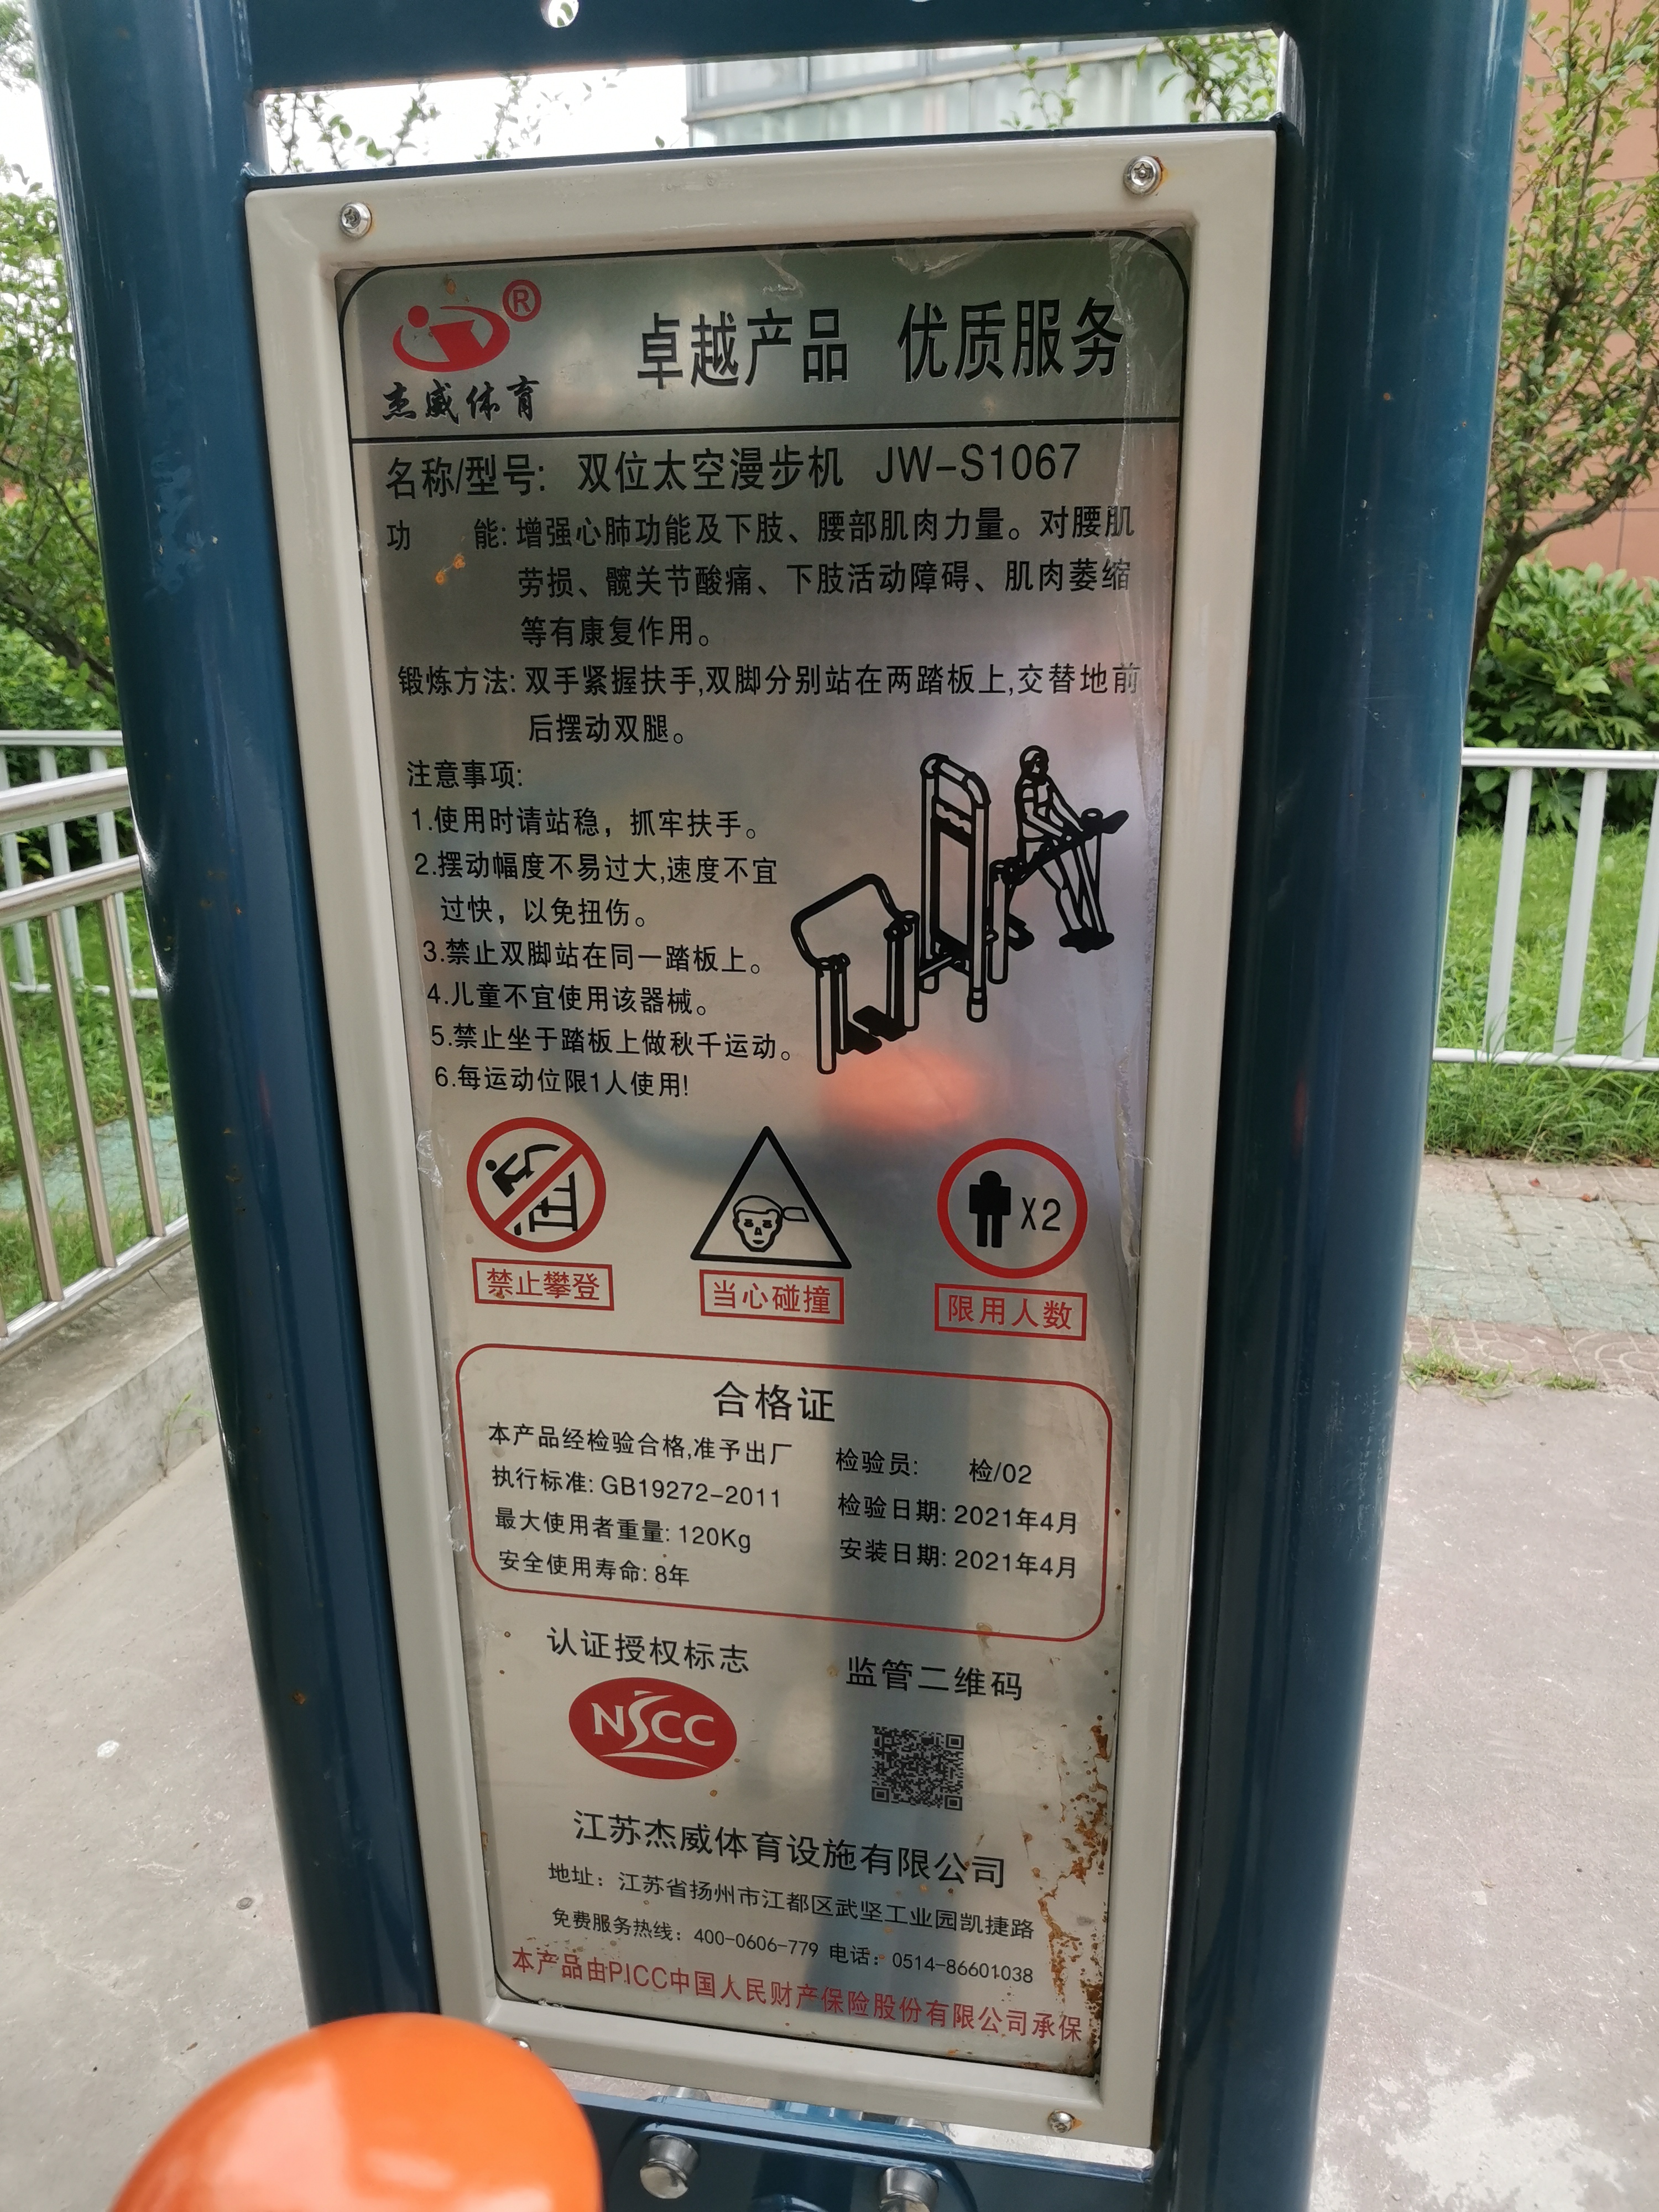 ®
杰威体育
卓越产品 优质服务
名称/型号: 双位太空漫步机 JW-S1067
功 能: 增强心肺功能及下肢、腰部肌肉力量。对腰肌
劳损、髋关节酸痛、下肢活动障碍、肌肉萎缩
等有康复作用。
锻炼方法: 双手紧握扶手,双脚分别站在两踏板上,交替地前
后摆动双腿。
注意事项:
1.使用时请站稳，抓牢扶手。
2.摆动幅度不易过大,速度不宜
过快，以免扭伤。
3.禁止双脚站在同一踏板上。
4.儿童不宜使用该器械。
5.禁止坐于踏板上做秋千运动。
6.每运动位限1人使用!
X2
禁止攀登
当心碰撞
限用人数
合格证
本产品经检验合格,准予出厂
执行标准: GB19272-2011
最大使用者重量: 120Kg
安全使用寿命: 8年
检验员: 检/02
检验日期: 2021年4月
安装日期: 2021年4月
认证授权标志
NSCC
监管二维码
江苏杰威体育设施有限公司
地址：江苏省扬州市江都区武坚工业园凯捷路
免费服务热线：400-0606-779 电话：0514-86601038
本产品由PICC中国人民财产保险股份有限公司承保